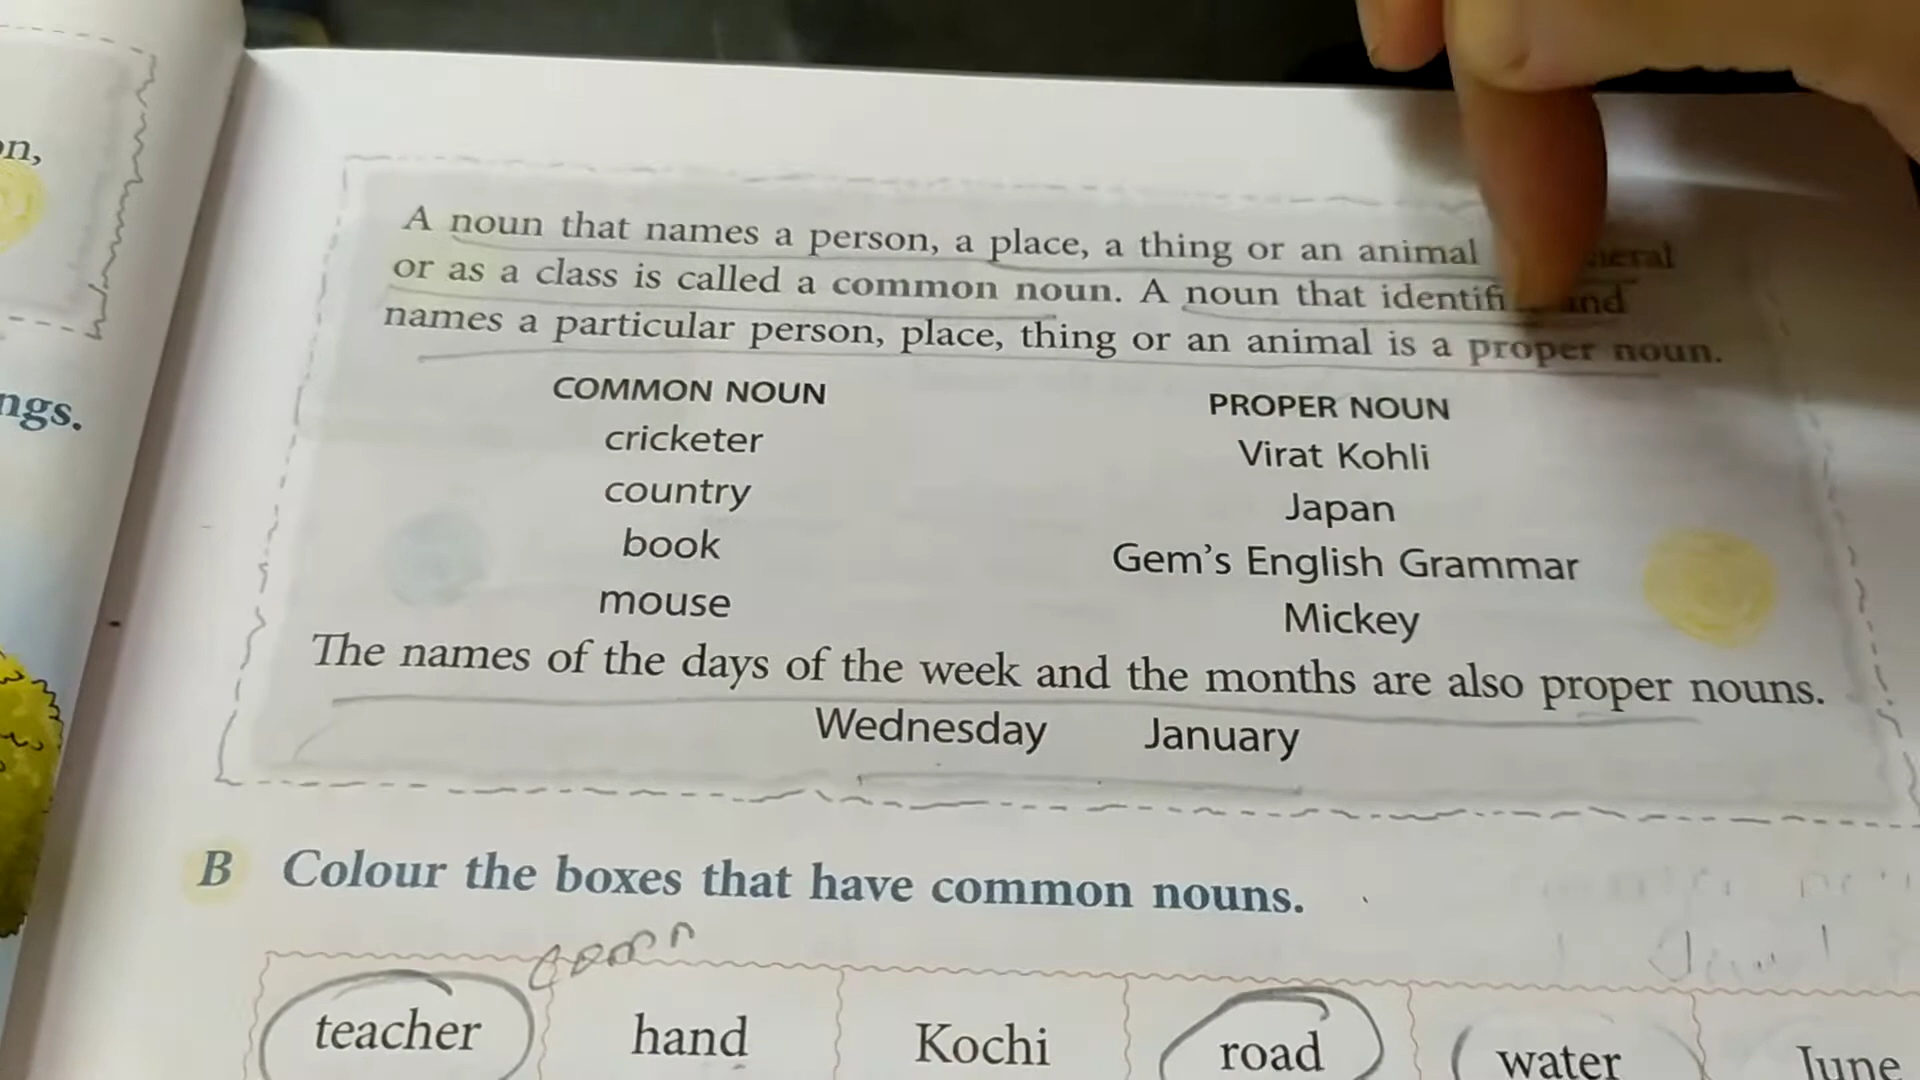 on,
ngs.
A noun that names a person, a place, a thing or an animal
or as a class is called a common noun. A noun that and
names a particular person, place, thing or an animal is a proper noun.
COMMON NOUN PROPER NOUN
cricketer Virat Kohli
country Japan
book Gem's English Grammar
mouse Mickey
The names of the days of the week and the months are also proper nouns.
Wednesday January
B Colour the boxes that have common nouns.
teacher hand Kochi road water June